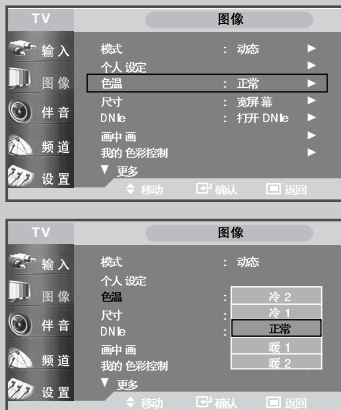 TV 图像
输入 模式 : 动态 ▶
个人 设定 ▶
图像 色温 : 正常 ▶
尺寸 : 宽屏 幕 ▶
伴音 DNIe : 打开 DNIe ▶
画中 画 ▶
频道 我的 色彩控制 ▶
▼ 更多
设置
移动 确认 返回
TV 图像
输入 模式 : 动态
个人 设定
图像 色温 : 冷 2
尺寸 : 冷 1
伴音 DNIe : 正常
画中 画 暖 1
频道 我的 色彩控制 暖 2
▼ 更多
设置
移动 确认 返回